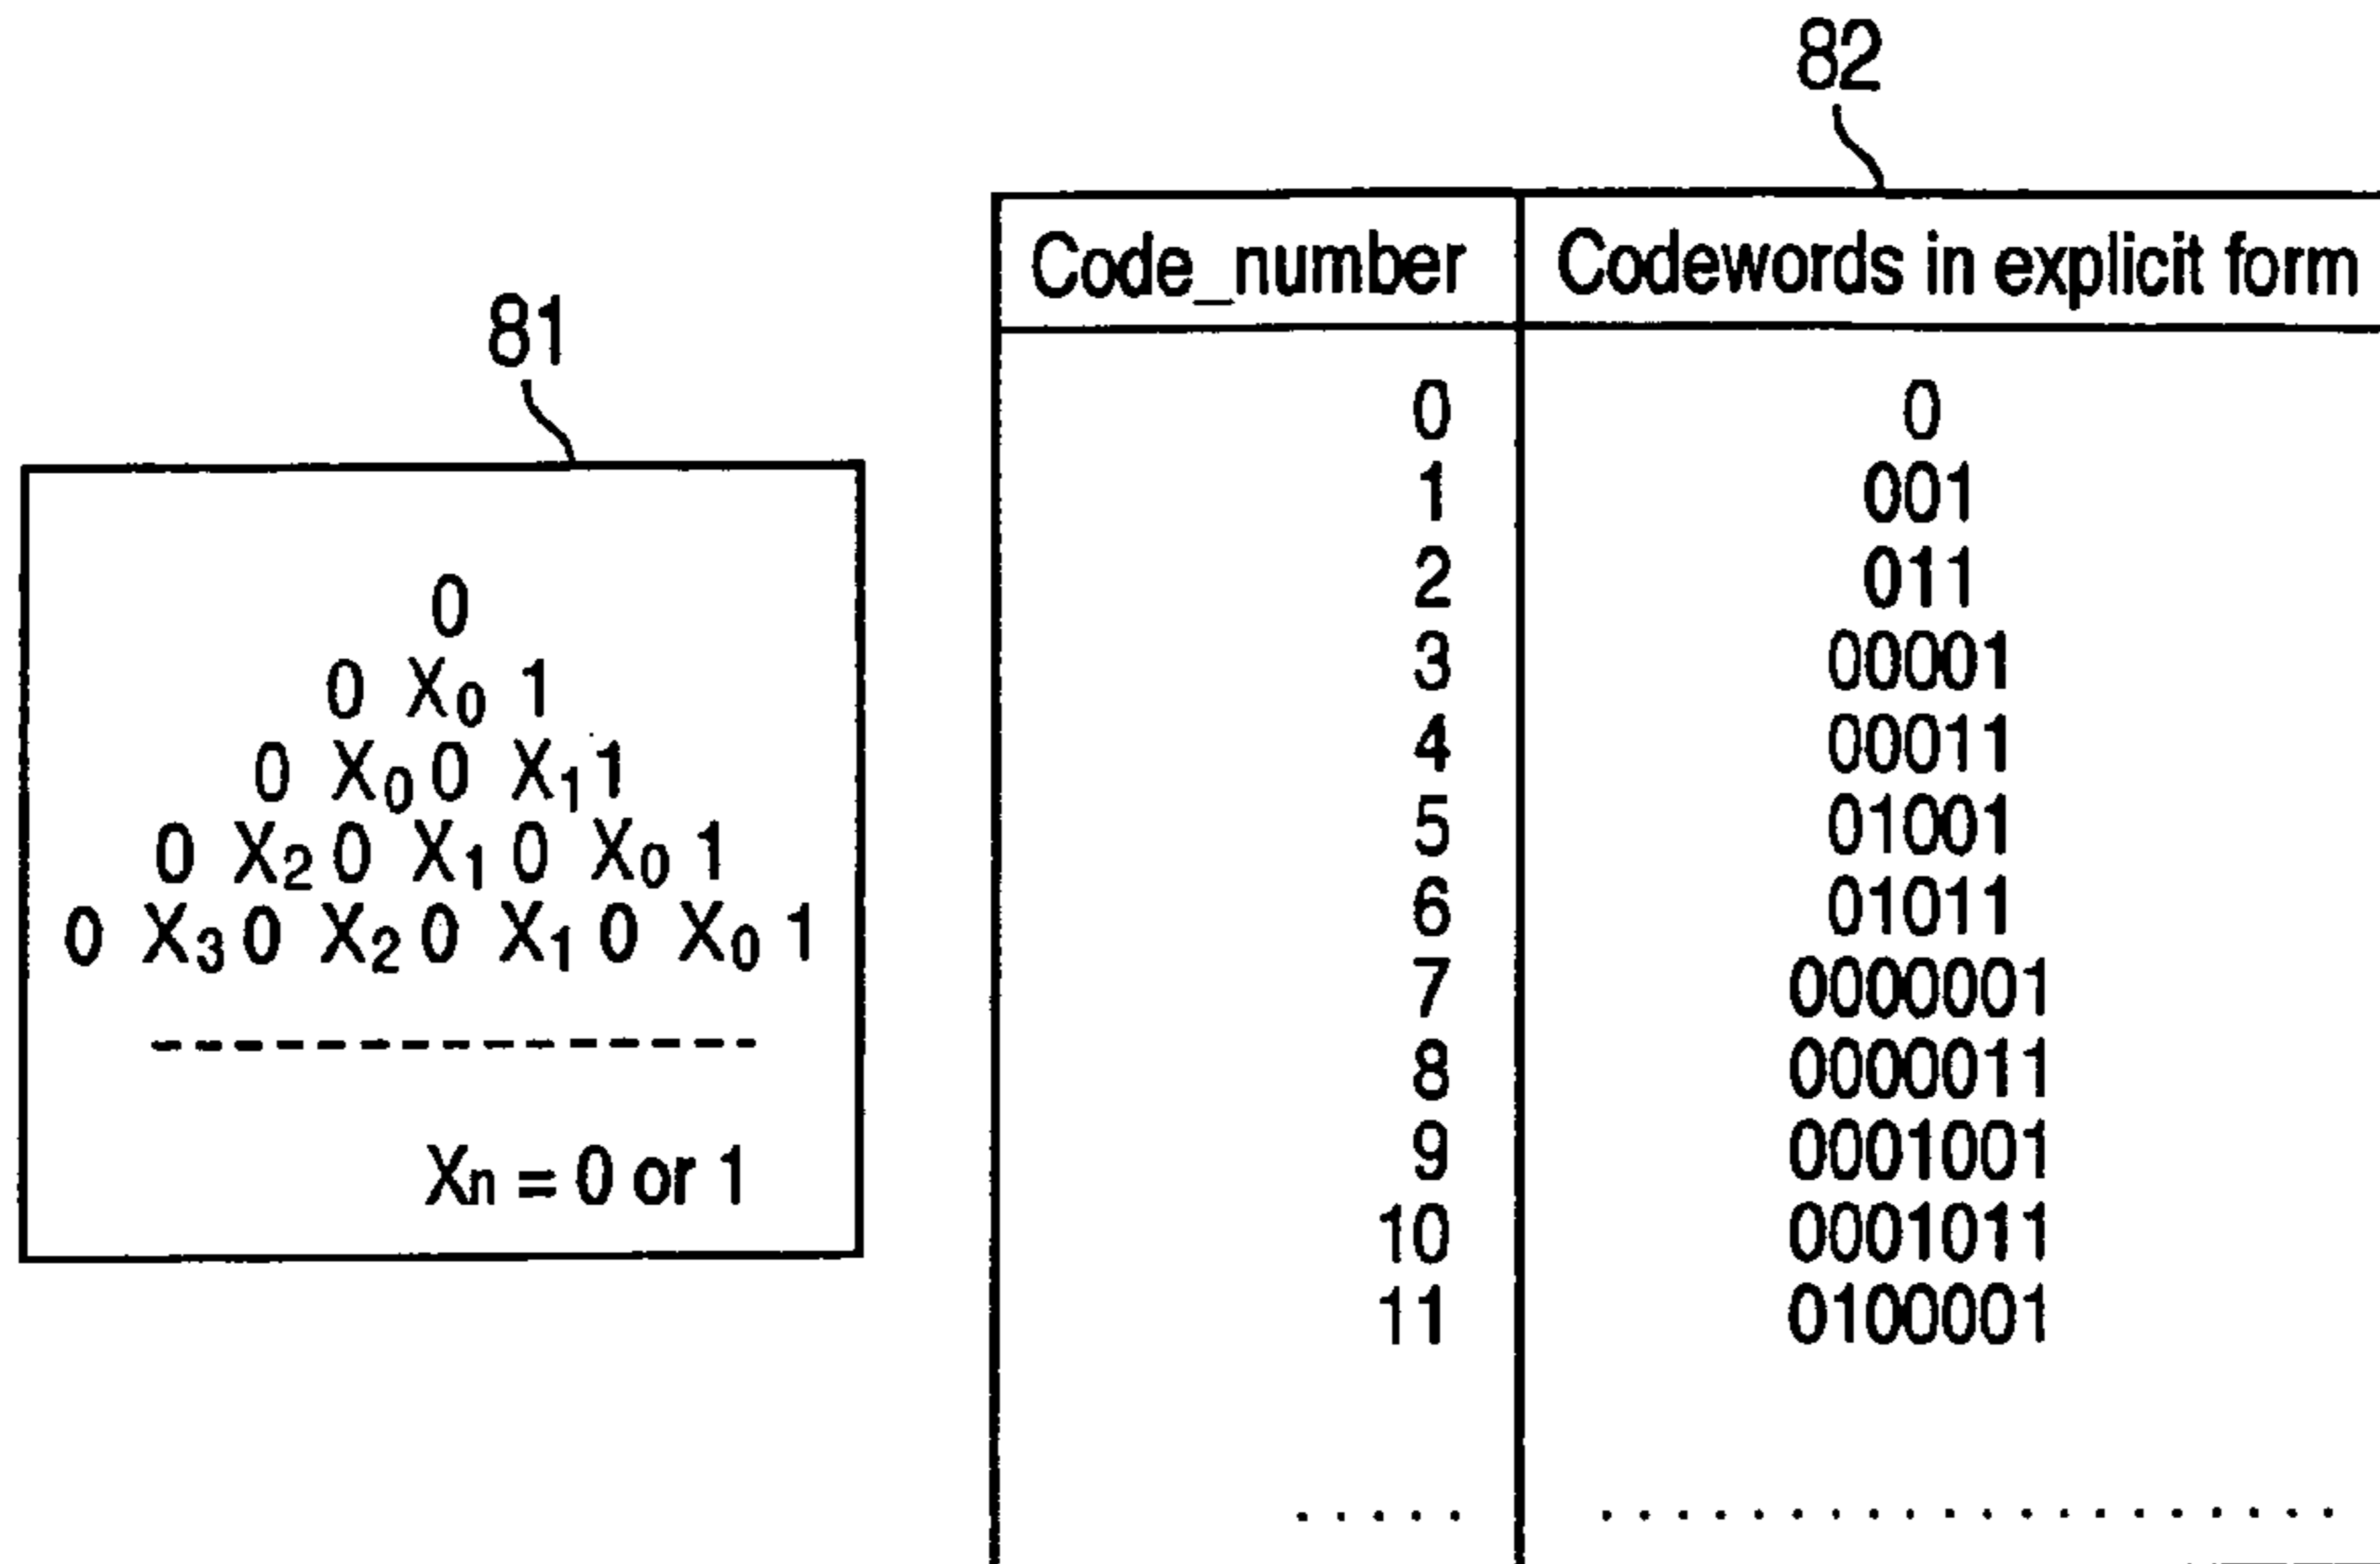 81
0
0 X0 1
0 X0 0 X1 1
0 X2 0 X1 0 X0 1
0 X3 0 X2 0 X1 0 X0 1
Xn = 0 or 1
82
Code_number Codewords in explicit form
0 0
1 001
2 011
3 00001
4 00011
5 01001
6 01011
7 0000001
8 0000011
9 0001001
10 0001011
11 0100001
..... ....................